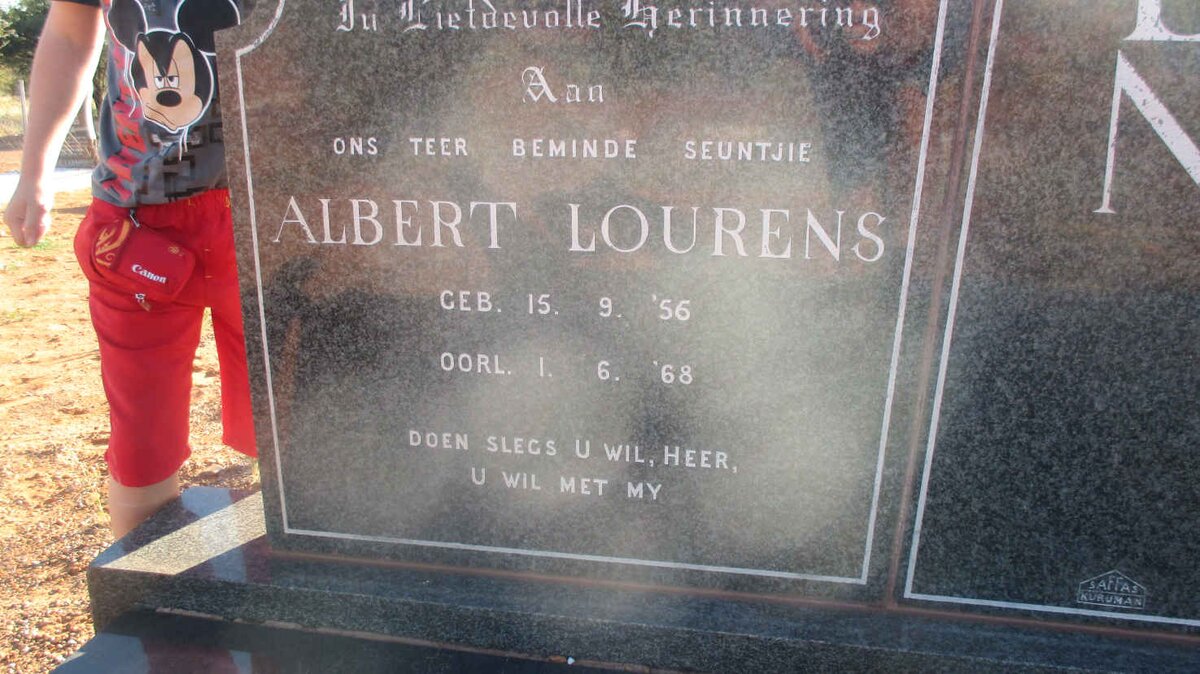 In Liefdevolle Herinnering
Aan
ONS TEER BEMINDE SEUNTJIE
ALBERT LOURENS
GEB. 15. 9. '56
OORL. 1. 6. '68
DOEN SLEGS U WIL, HEER,
U WIL MET MY
N
SAFFAS
KURUMAN
Canon